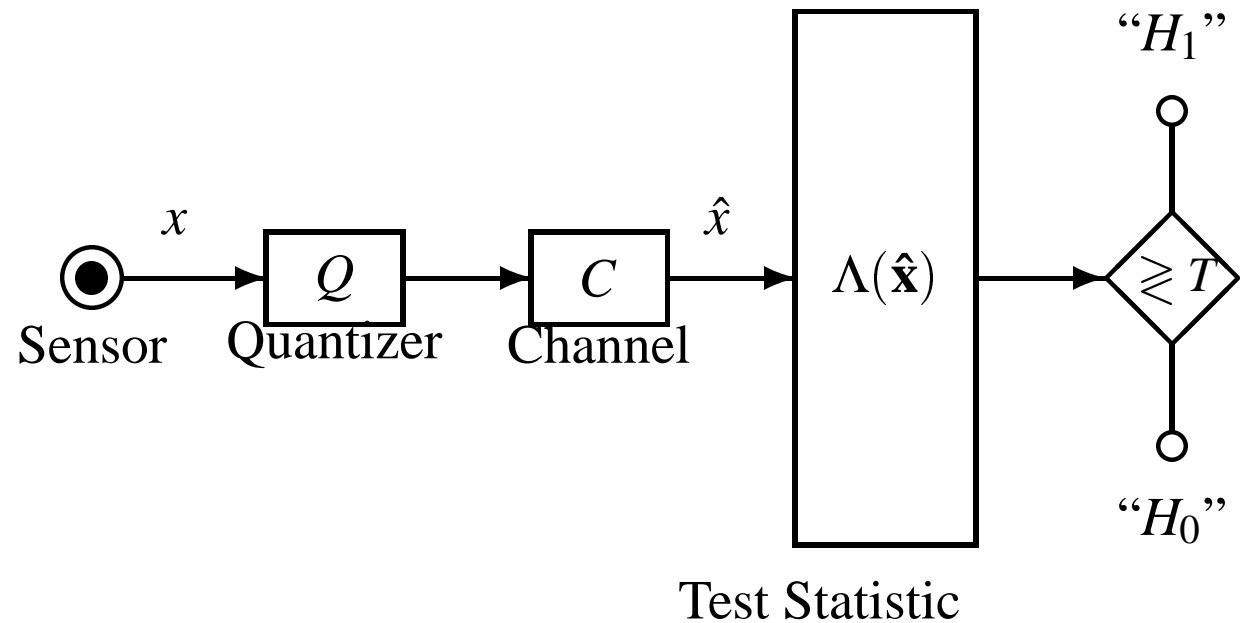 “H₁”
x
x̂
Q
C
Λ(𝐱̂)
≷ T
Sensor
Quantizer
Channel
“H₀”
Test Statistic